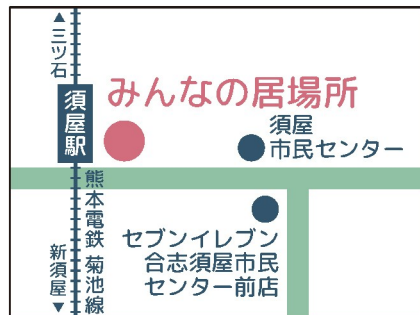 ▲三ツ石
須屋駅
みんなの居場所
須屋
市民センター
熊本電鉄 菊池線
新須屋▼
セブンイレブン
合志須屋市民
センター前店